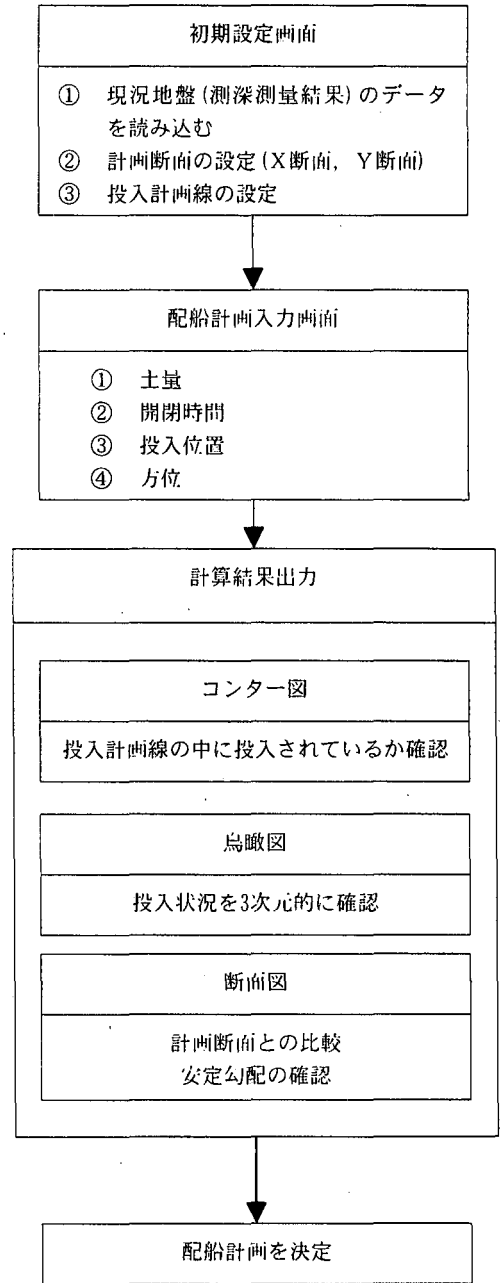 初期設定画面
① 現況地盤(測深測量結果)のデータ
を読み込む
② 計画断面の設定(X断面, Y断面)
③ 投入計画線の設定
配船計画入力画面
① 土量
② 開閉時間
③ 投入位置
④ 方位
計算結果出力
コンター図
投入計画線の中に投入されているか確認
鳥瞰図
投入状況を3次元的に確認
断面図
計画断面との比較
安定勾配の確認
配船計画を決定